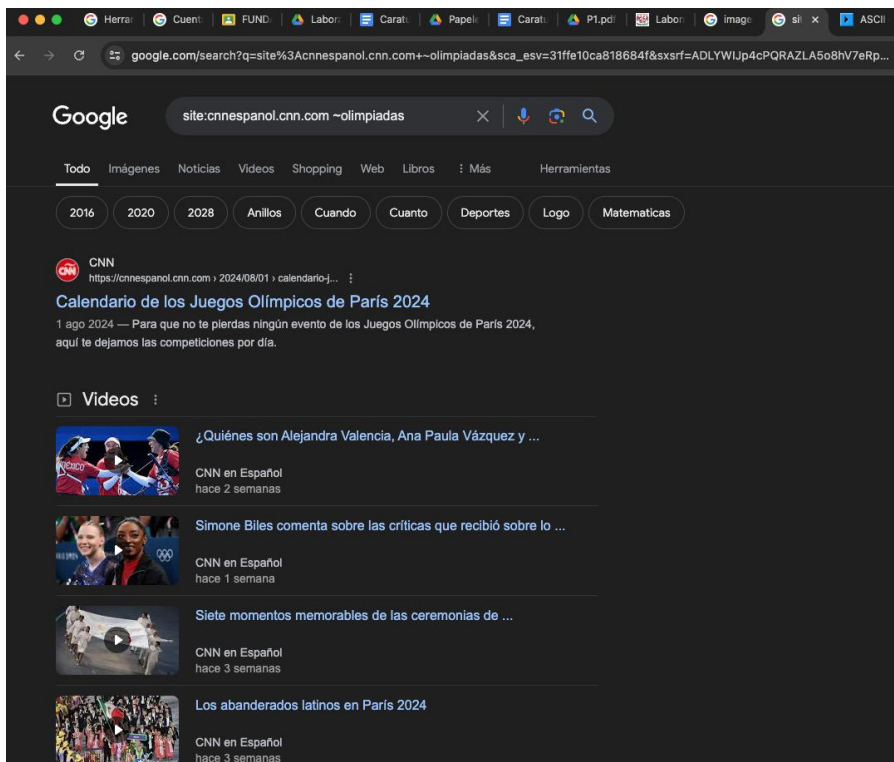 Herrar
Cuent
FUND
Labor
Caratu
Papele
Caratu
P1.pdf
Labor
image
sit
ASCII
google.com/search?q=site%3Acnnespanol.cnn.com+~olimpiadas&sca_esv=31ffe10ca818684f&sxsrf=ADLYWIJp4cPQRAZLA5o8hV7eRp...
Google
site:cnnespanol.cnn.com ~olimpiadas
Todo Imágenes Noticias Videos Shopping Web Libros Más Herramientas
2016 2020 2028 Anillos Cuando Cuanto Deportes Logo Matematicas
CNN
https://cnnespanol.cnn.com › 2024/08/01 › calendario-j...
Calendario de los Juegos Olímpicos de París 2024
1 ago 2024 — Para que no te pierdas ningún evento de los Juegos Olímpicos de París 2024,
aquí te dejamos las competiciones por día.
Videos
¿Quiénes son Alejandra Valencia, Ana Paula Vázquez y ...
CNN en Español
hace 2 semanas
MÉXICO
Simone Biles comenta sobre las críticas que recibió sobre lo ...
CNN en Español
hace 1 semana
Siete momentos memorables de las ceremonias de ...
CNN en Español
hace 3 semanas
Los abanderados latinos en París 2024
CNN en Español
hace 3 semanas